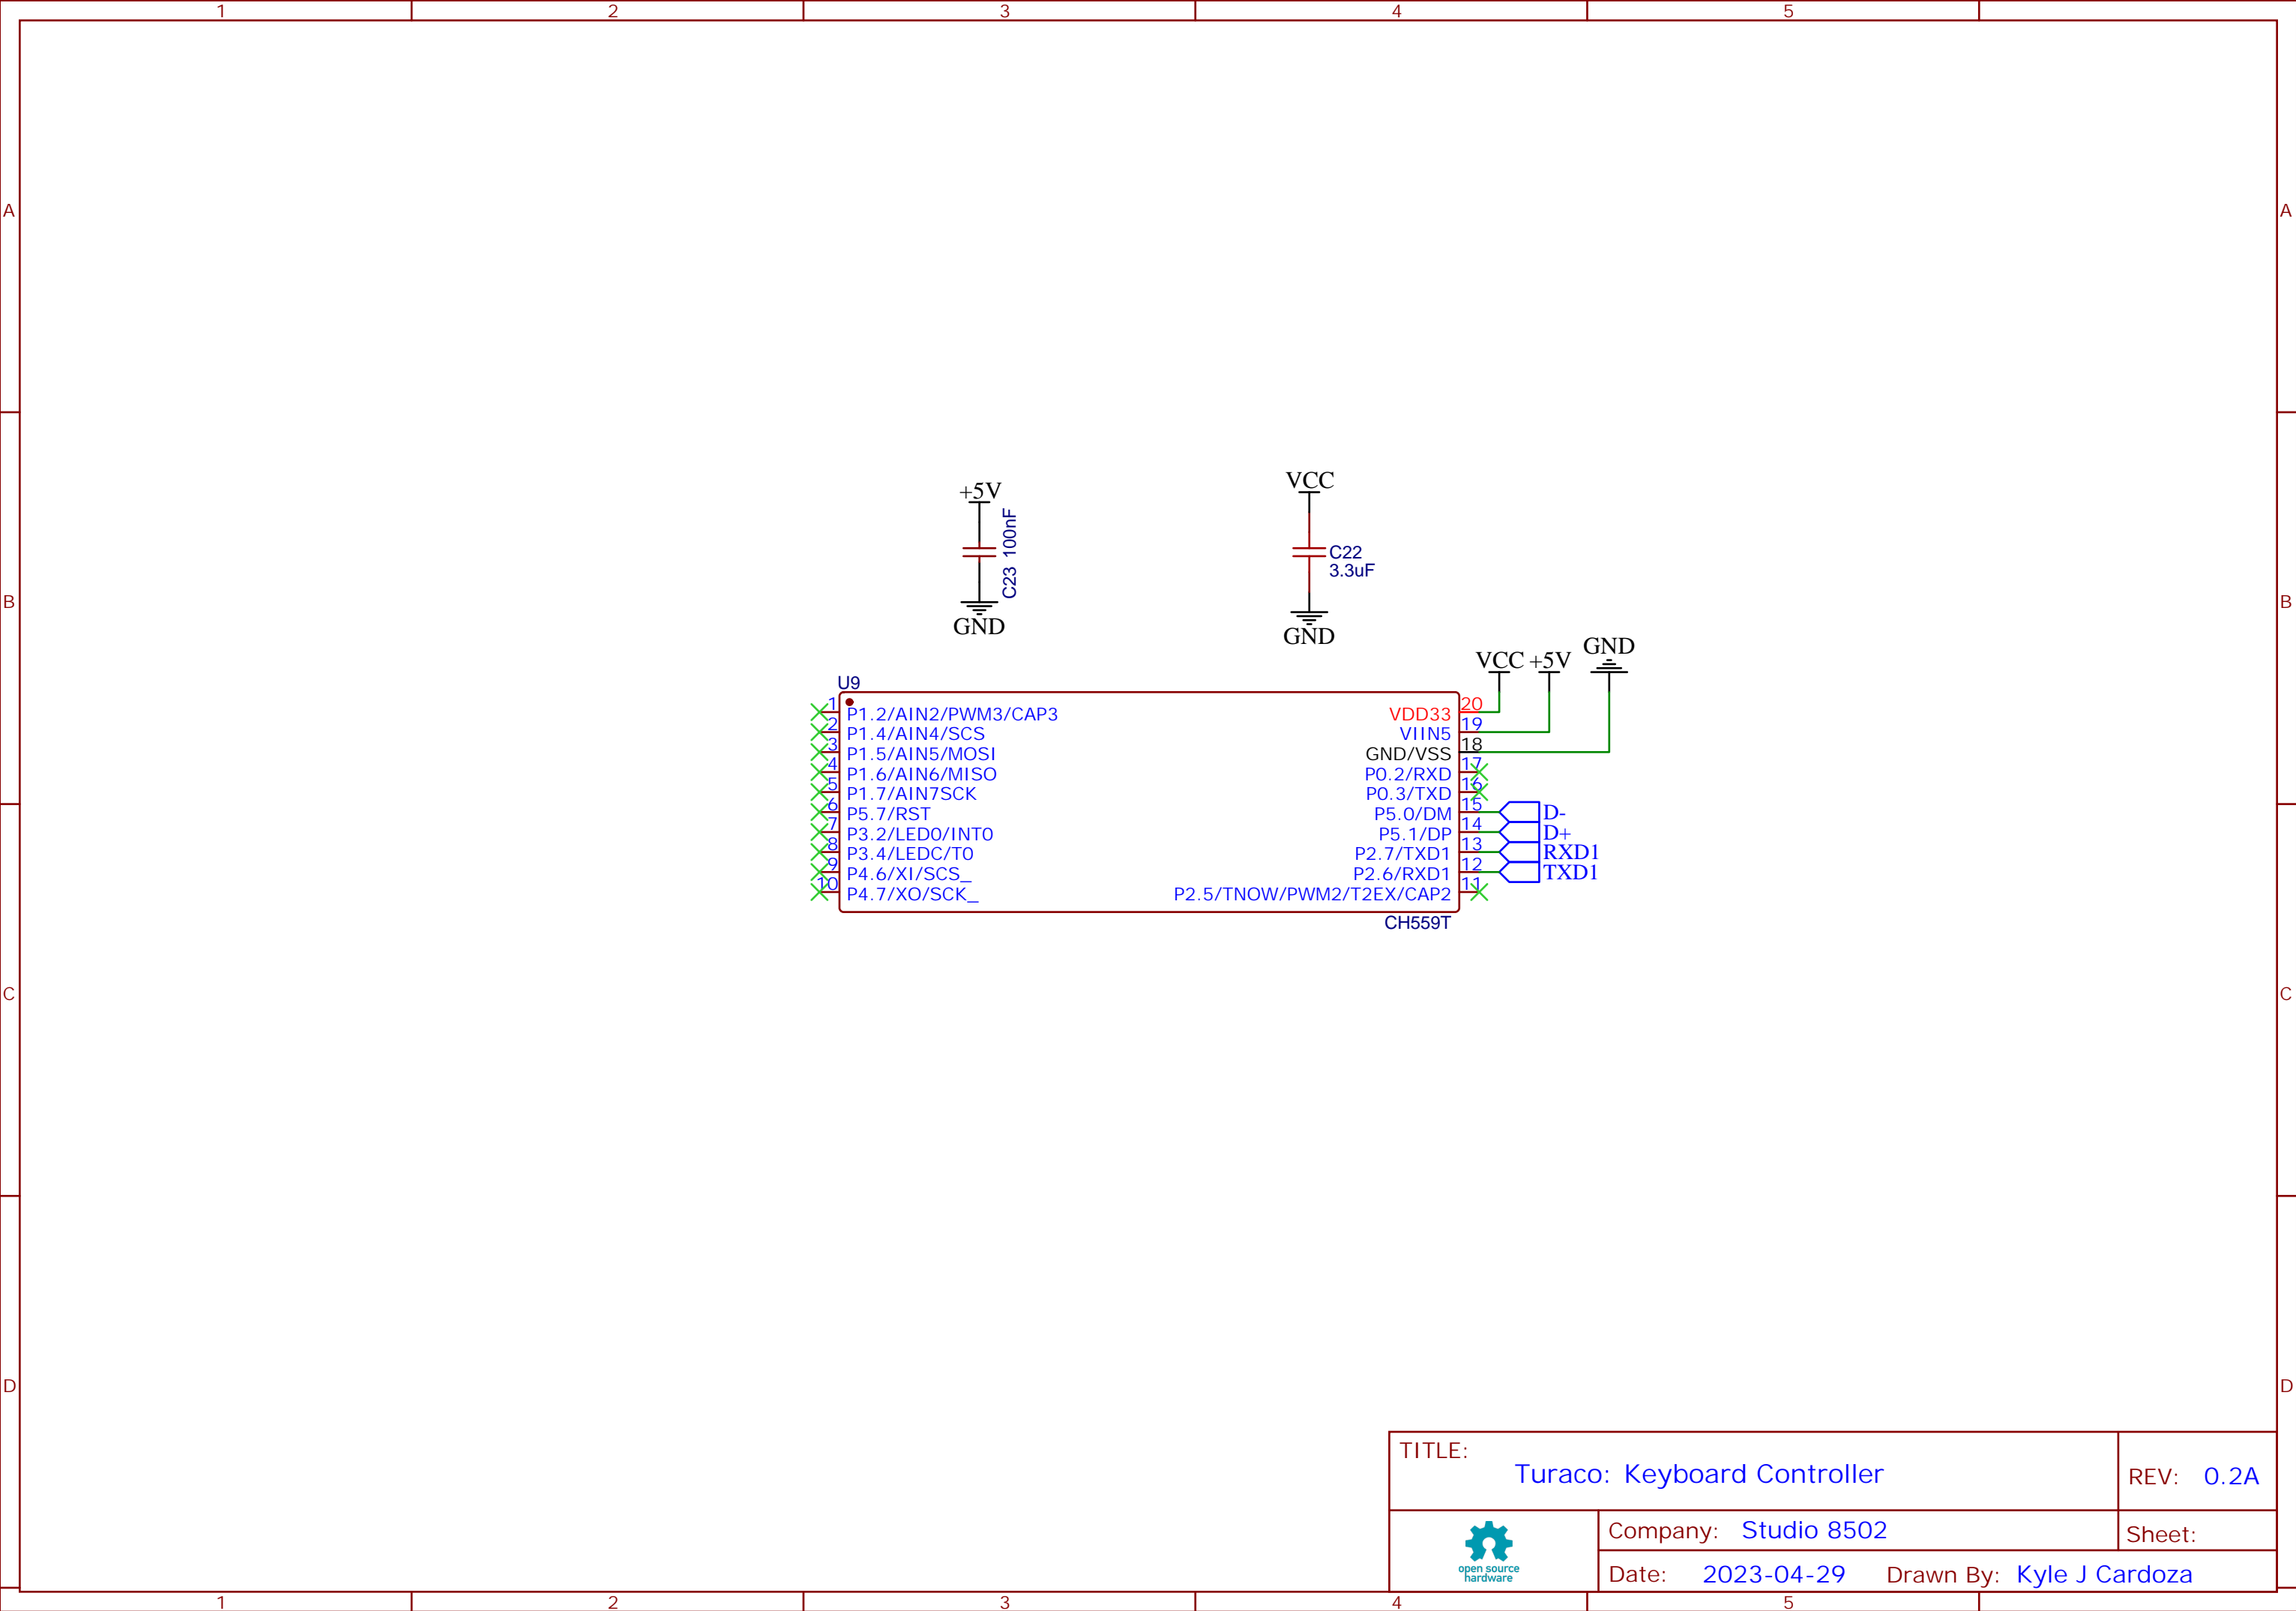 1 2 3 4 5
A A
B B
C C
D D
+5V
C23 100nF
GND
VCC
C22
3.3uF
GND
VCC +5V GND
U9
1 P1.2/AIN2/PWM3/CAP3
2 P1.4/AIN4/SCS
3 P1.5/AIN5/MOSI
4 P1.6/AIN6/MISO
5 P1.7/AIN7SCK
6 P5.7/RST
7 P3.2/LED0/INT0
8 P3.4/LEDC/T0
9 P4.6/XI/SCS_
10 P4.7/XO/SCK_
VDD33 20
VIIN5 19
GND/VSS 18
P0.2/RXD 17
P0.3/TXD 16
P5.0/DM 15 D-
P5.1/DP 14 D+
P2.7/TXD1 13 RXD1
P2.6/RXD1 12 TXD1
P2.5/TNOW/PWM2/T2EX/CAP2 11
CH559T
TITLE:
Turaco: Keyboard Controller
REV: 0.2A
open source
hardware
Company: Studio 8502
Sheet:
Date: 2023-04-29 Drawn By: Kyle J Cardoza
1 2 3 4 5